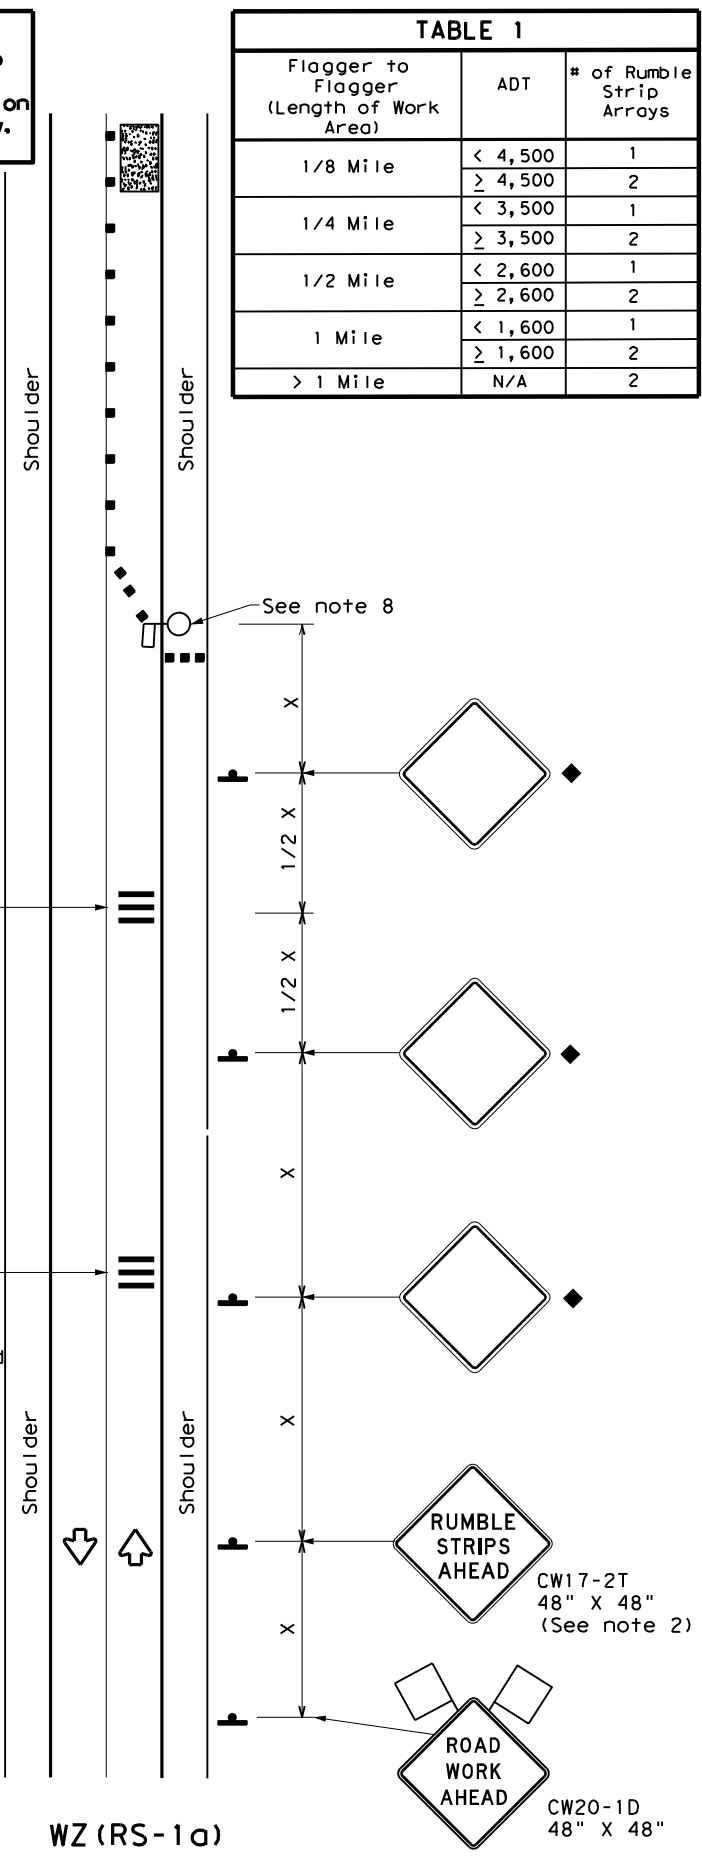 on
TABLE 1
Flagger to Flagger (Length of Work Area)
ADT
# of Rumble Strip Arrays
1/8 Mile
< 4,500
1
≥ 4,500
2
1/4 Mile
< 3,500
1
≥ 3,500
2
1/2 Mile
< 2,600
1
≥ 2,600
2
1 Mile
< 1,600
1
≥ 1,600
2
> 1 Mile
N/A
2
Shoulder
Shoulder
See note 8
X
1/2 X
1/2 X
X
X
Shoulder
Shoulder
RUMBLE
STRIPS
AHEAD
CW17-2T
48" X 48"
(See note 2)
X
ROAD
WORK
AHEAD
CW20-1D
48" X 48"
WZ(RS-1a)